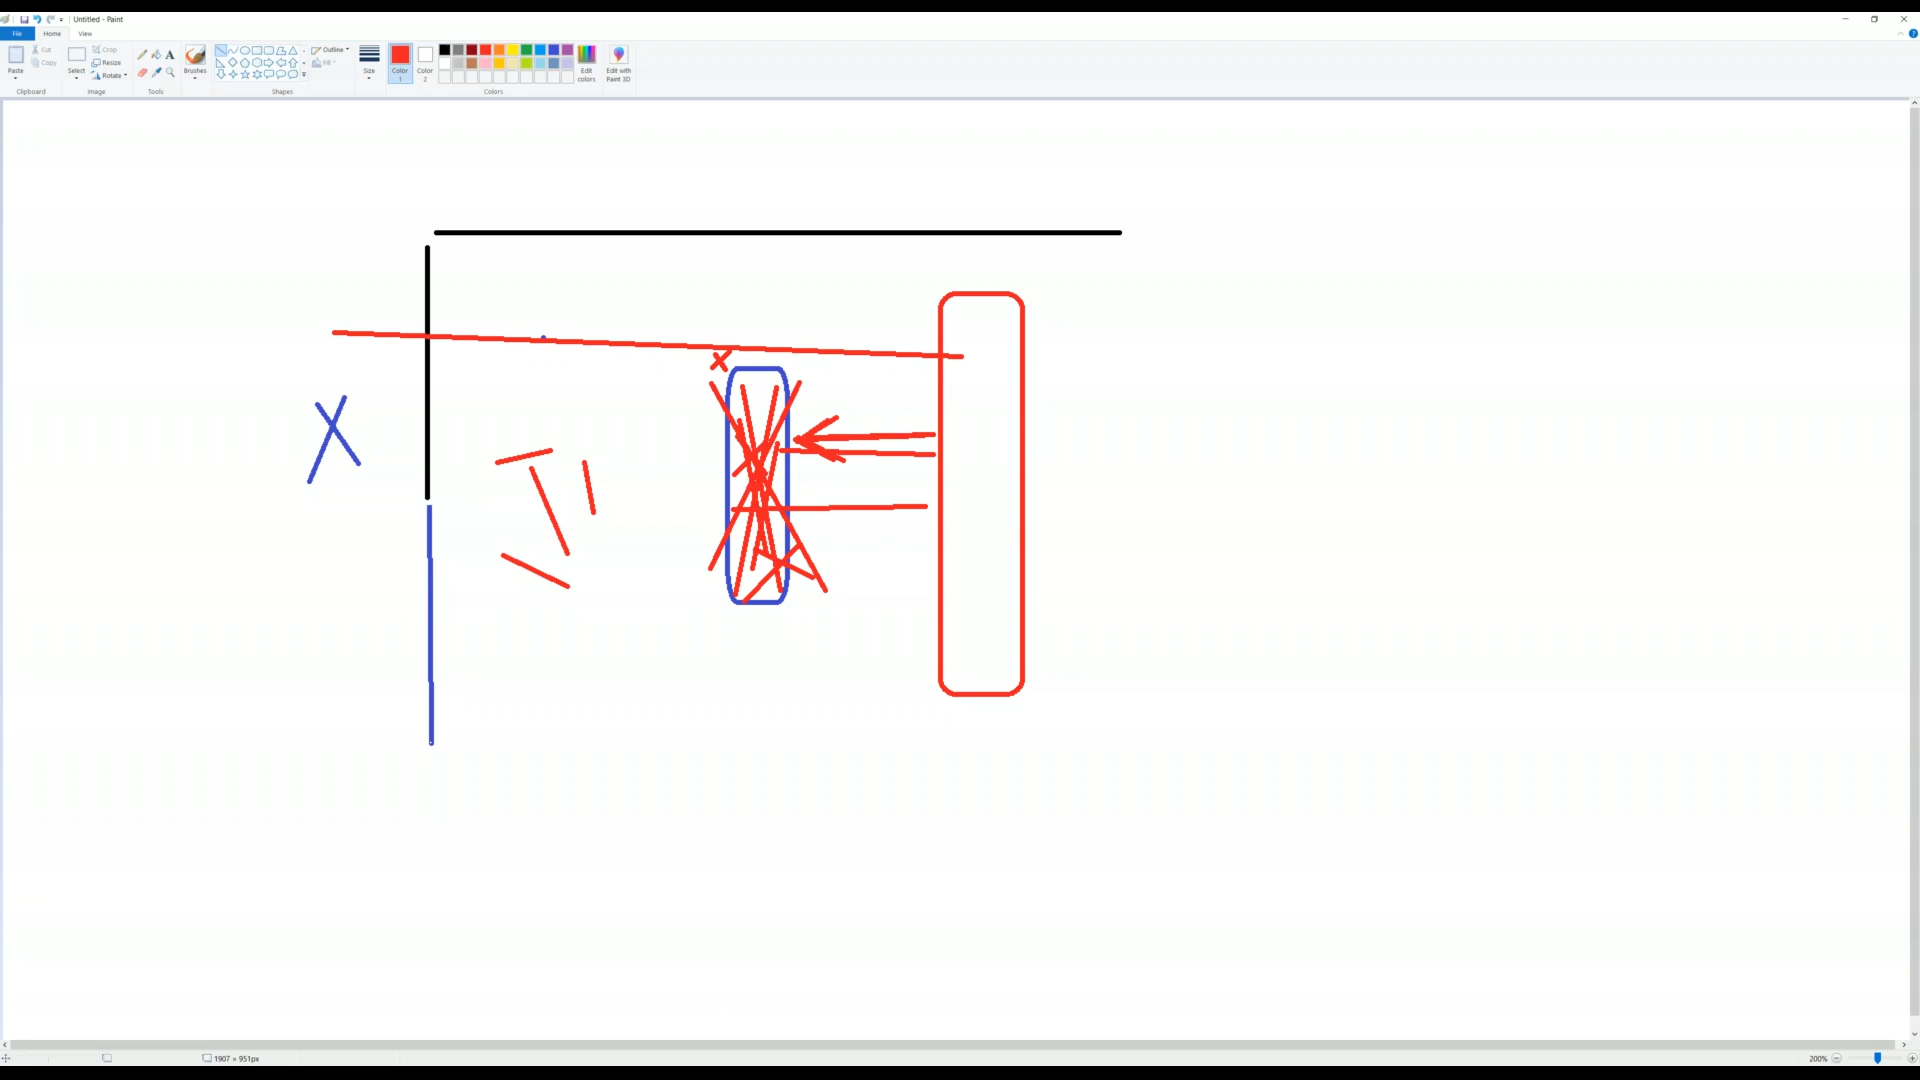 Untitled - Paint
File
Home
View
Paste
Cut
Copy
Clipboard
Select
Crop
Resize
Rotate
Image
Tools
Brushes
Outline
Fill
Shapes
Size
Color 1
Color 2
Edit colors
Edit with Paint 3D
Colors
1907 × 951px
200%